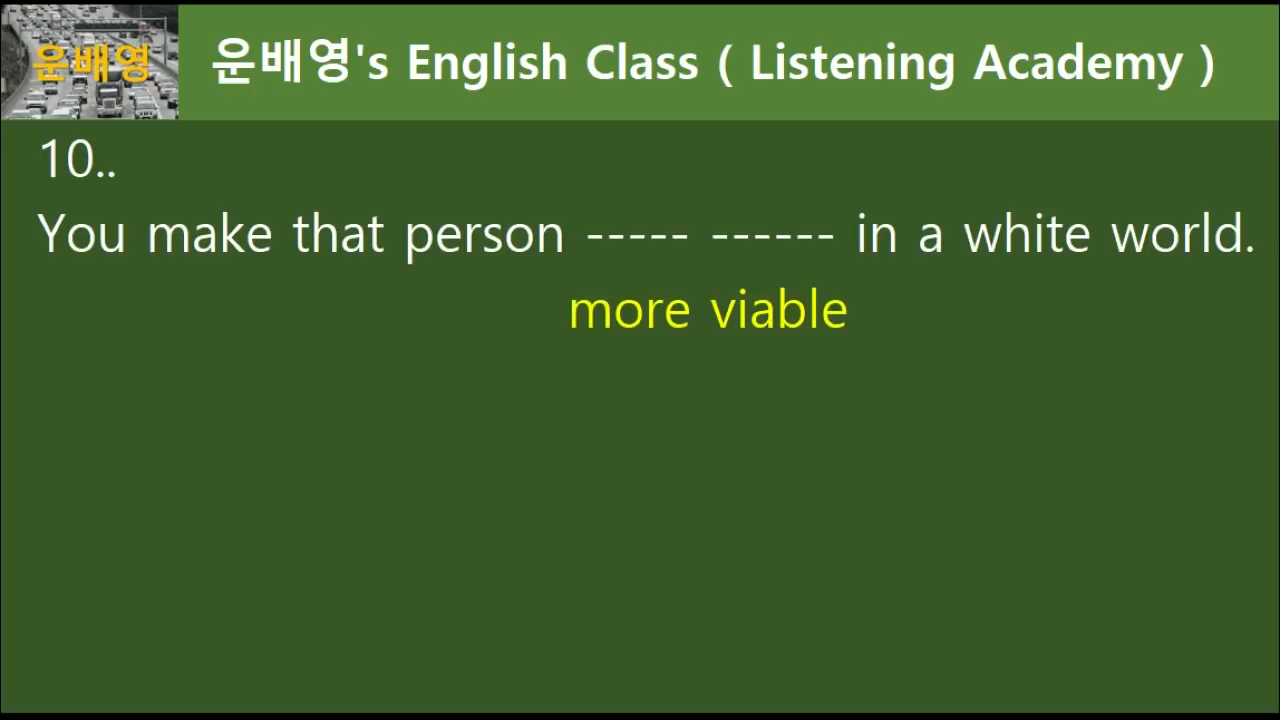 운배영
운배영's English Class ( Listening Academy )
10..
You make that person ----- ------ in a white world.
more viable